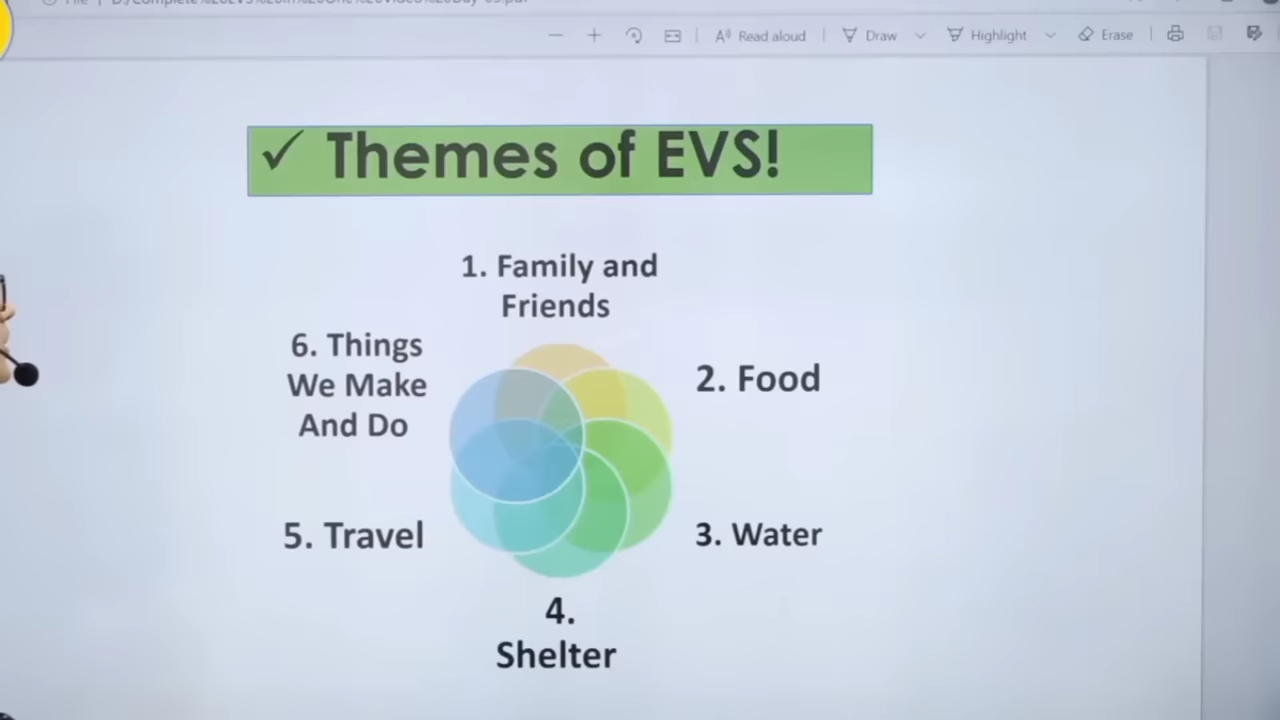 Read aloud
Draw
Highlight
Erase
✓ Themes of EVS!
1. Family and
Friends
2. Food
3. Water
4.
Shelter
5. Travel
6. Things
We Make
And Do